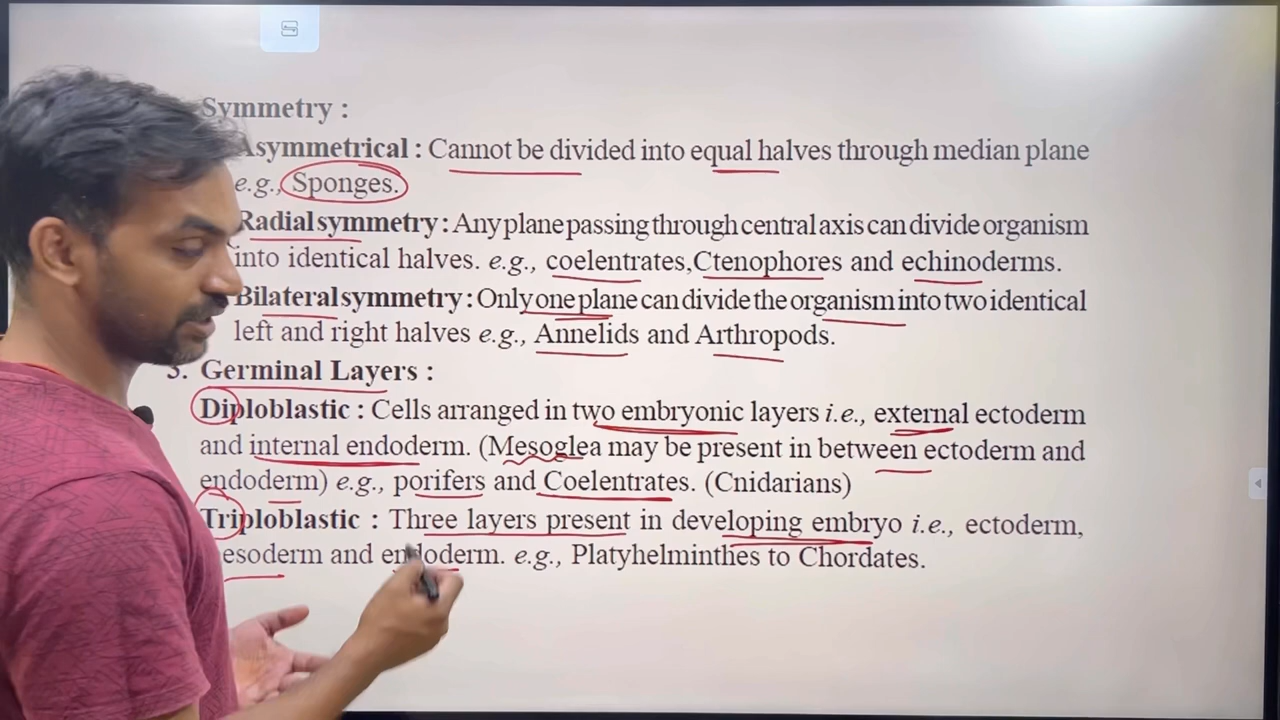 Symmetry :
Asymmetrical : Cannot be divided into equal halves through median plane
e.g., Sponges.
Radial symmetry : Any plane passing through central axis can divide organism
into identical halves. e.g., coelentrates, Ctenophores and echinoderms.
Bilateral symmetry : Only one plane can divide the organism into two identical
left and right halves e.g., Annelids and Arthropods.
3. Germinal Layers :
Diploblastic : Cells arranged in two embryonic layers i.e., external ectoderm
and internal endoderm. (Mesoglea may be present in between ectoderm and
endoderm) e.g., porifers and Coelentrates. (Cnidarians)
Triploblastic : Three layers present in developing embryo i.e., ectoderm,
esoderm and endoderm. e.g., Platyhelminthes to Chordates.